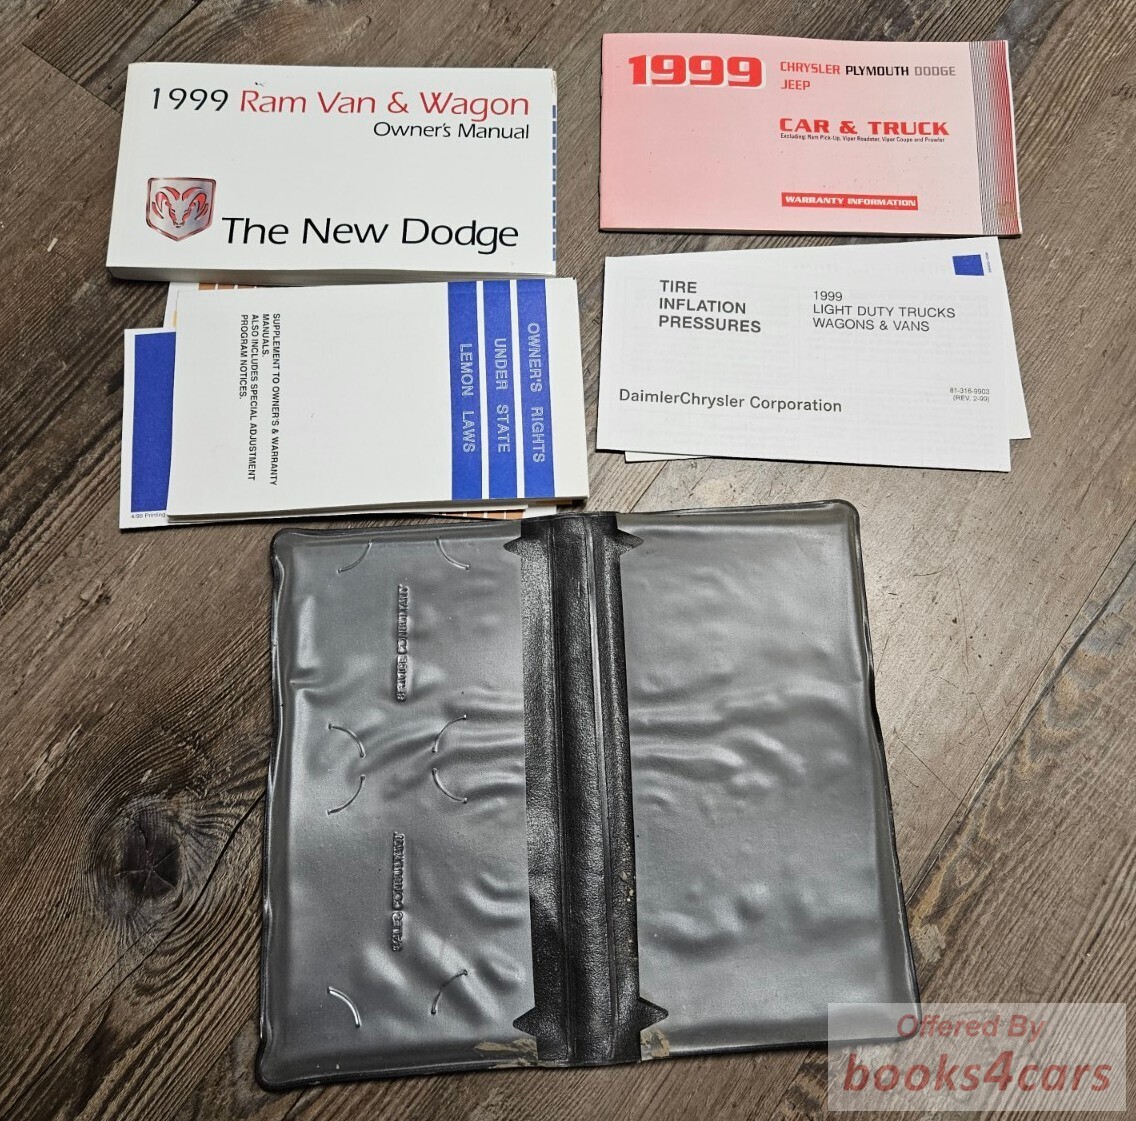 1999 Ram Van & Wagon
Owner's Manual
The New Dodge
1999
CHRYSLER PLYMOUTH DODGE
JEEP
CAR & TRUCK
Excluding: Ram Pick-Up, Viper Roadster, Viper Coupe and Prowler
WARRANTY INFORMATION
OWNER'S RIGHTS
UNDER STATE
LEMON LAWS
SUPPLEMENT TO OWNER'S & WARRANTY
MANUALS.
ALSO INCLUDES SPECIAL ADJUSTMENT
PROGRAM NOTICES.
4/99 Printing
TIRE
INFLATION
PRESSURES
1999
LIGHT DUTY TRUCKS
WAGONS & VANS
DaimlerChrysler Corporation
81-316-9903
Offered By
books4cars